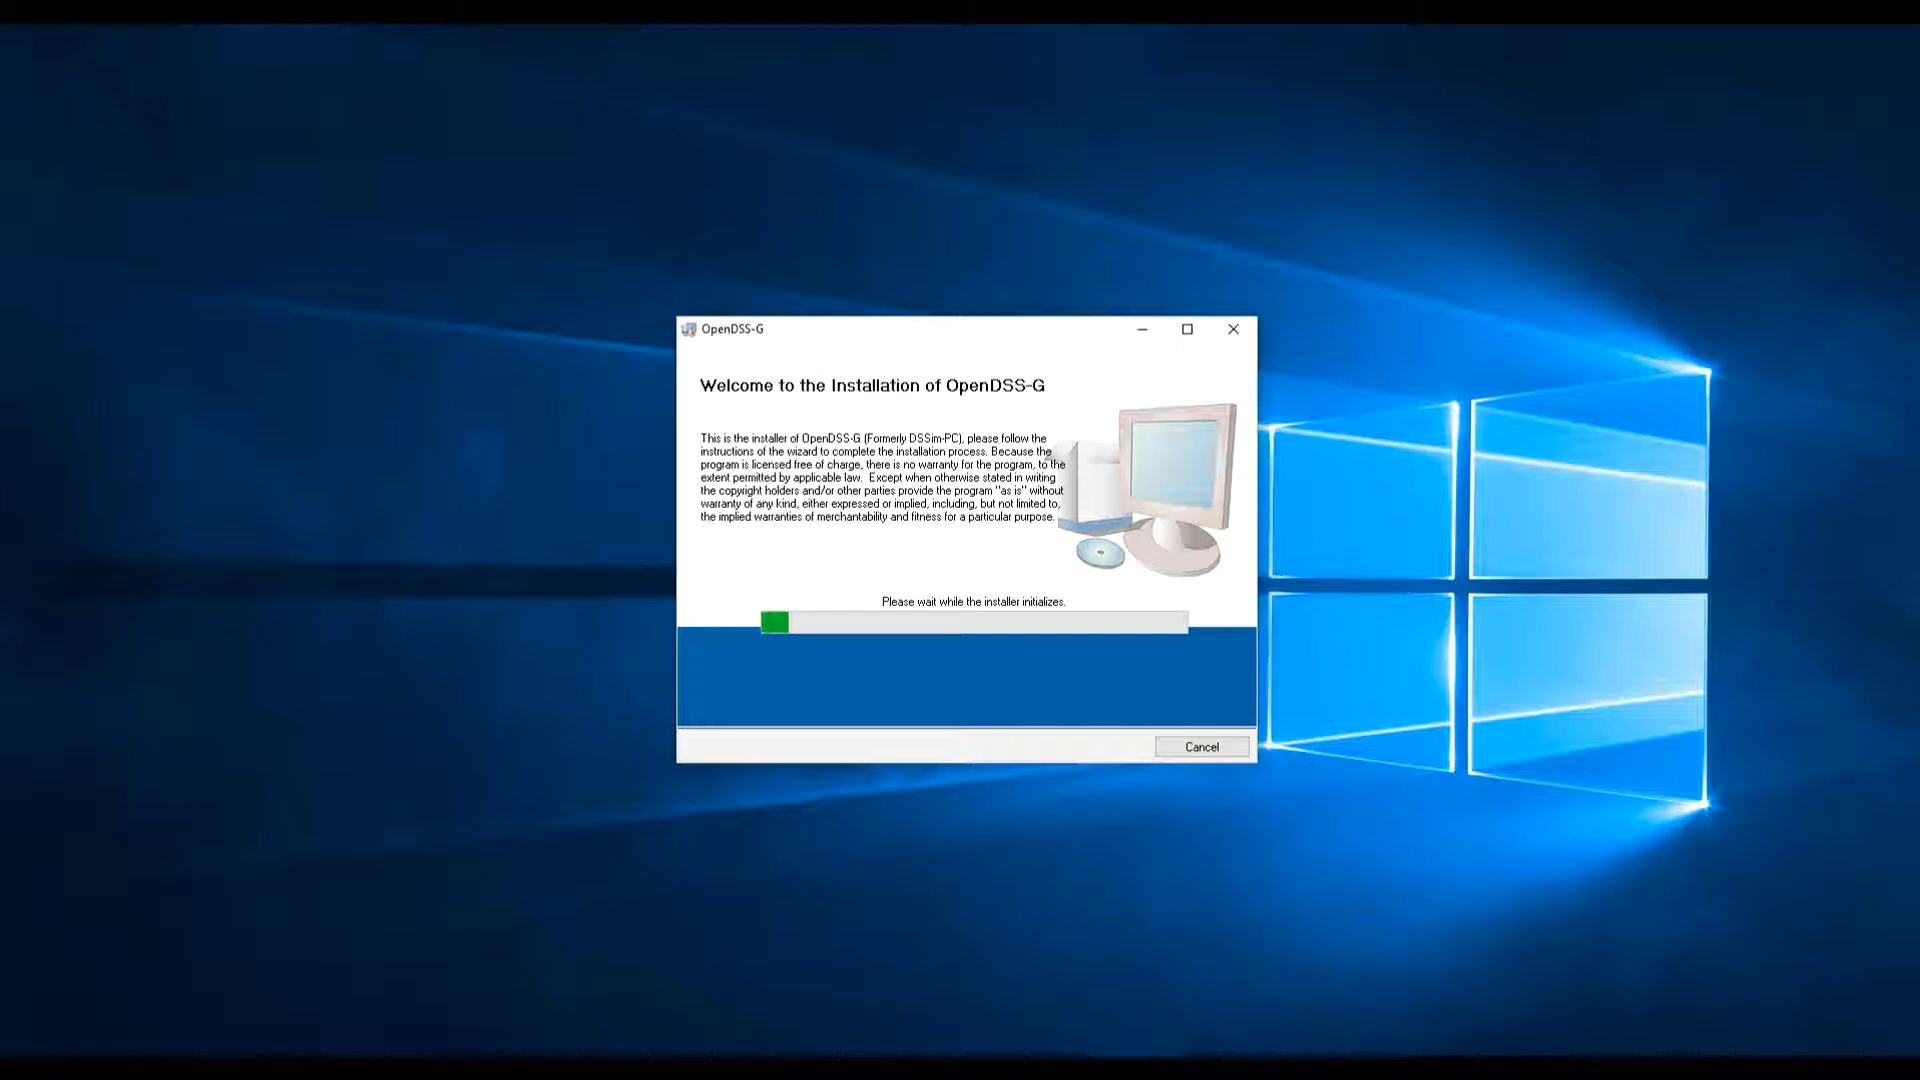 OpenDSS-G
Welcome to the Installation of OpenDSS-G
This is the installer of OpenDSS-G (Formerly DSSim-PC), please follow the
instructions of the wizard to complete the installation process. Because the
program is licensed free of charge, there is no warranty for the program, to the
extent permitted by applicable law.  Except when otherwise stated in writing
the copyright holders and/or other parties provide the program "as is" without
warranty of any kind, either expressed or implied, including, but not limited to,
the implied warranties of merchantability and fitness for a particular purpose.
Please wait while the installer initializes.
Cancel